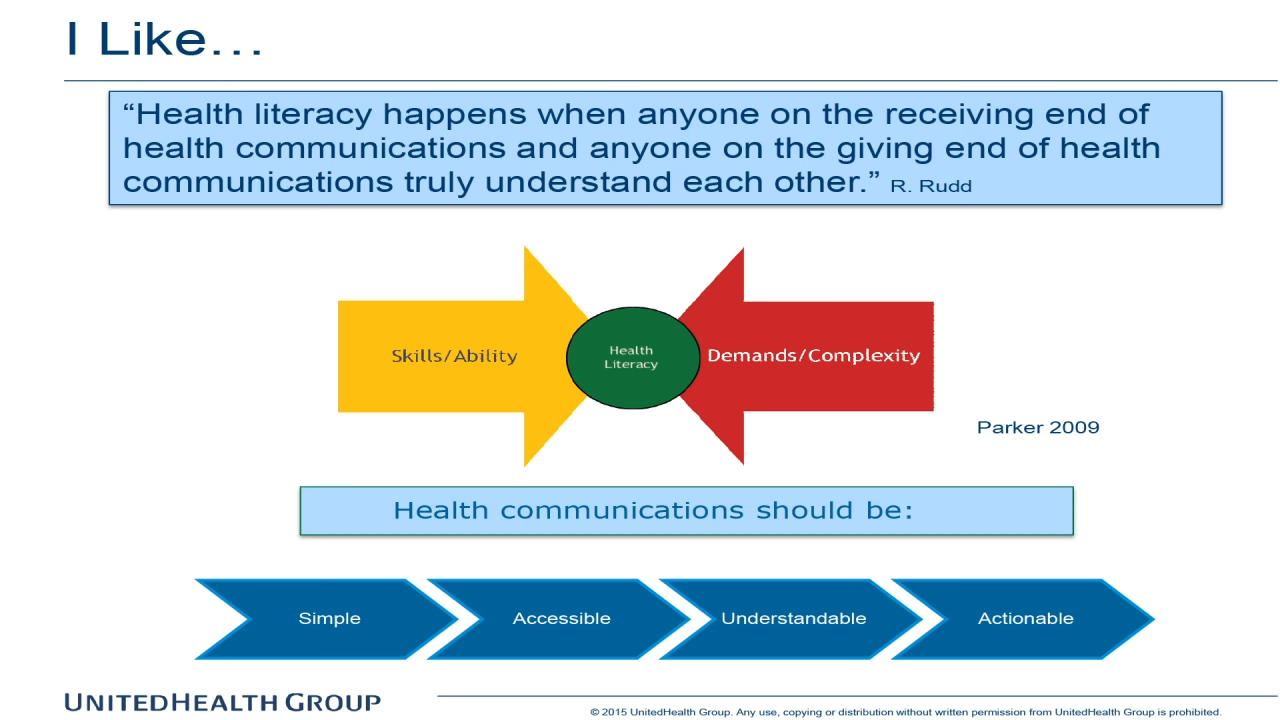 I Like…
“Health literacy happens when anyone on the receiving end of
health communications and anyone on the giving end of health
communications truly understand each other.” R. Rudd
Skills/Ability
Health
Literacy
Demands/Complexity
Parker 2009
Health communications should be:
Simple
Accessible
Understandable
Actionable
UNITEDHEALTH GROUP
© 2015 UnitedHealth Group. Any use, copying or distribution without written permission from UnitedHealth Group is prohibited.